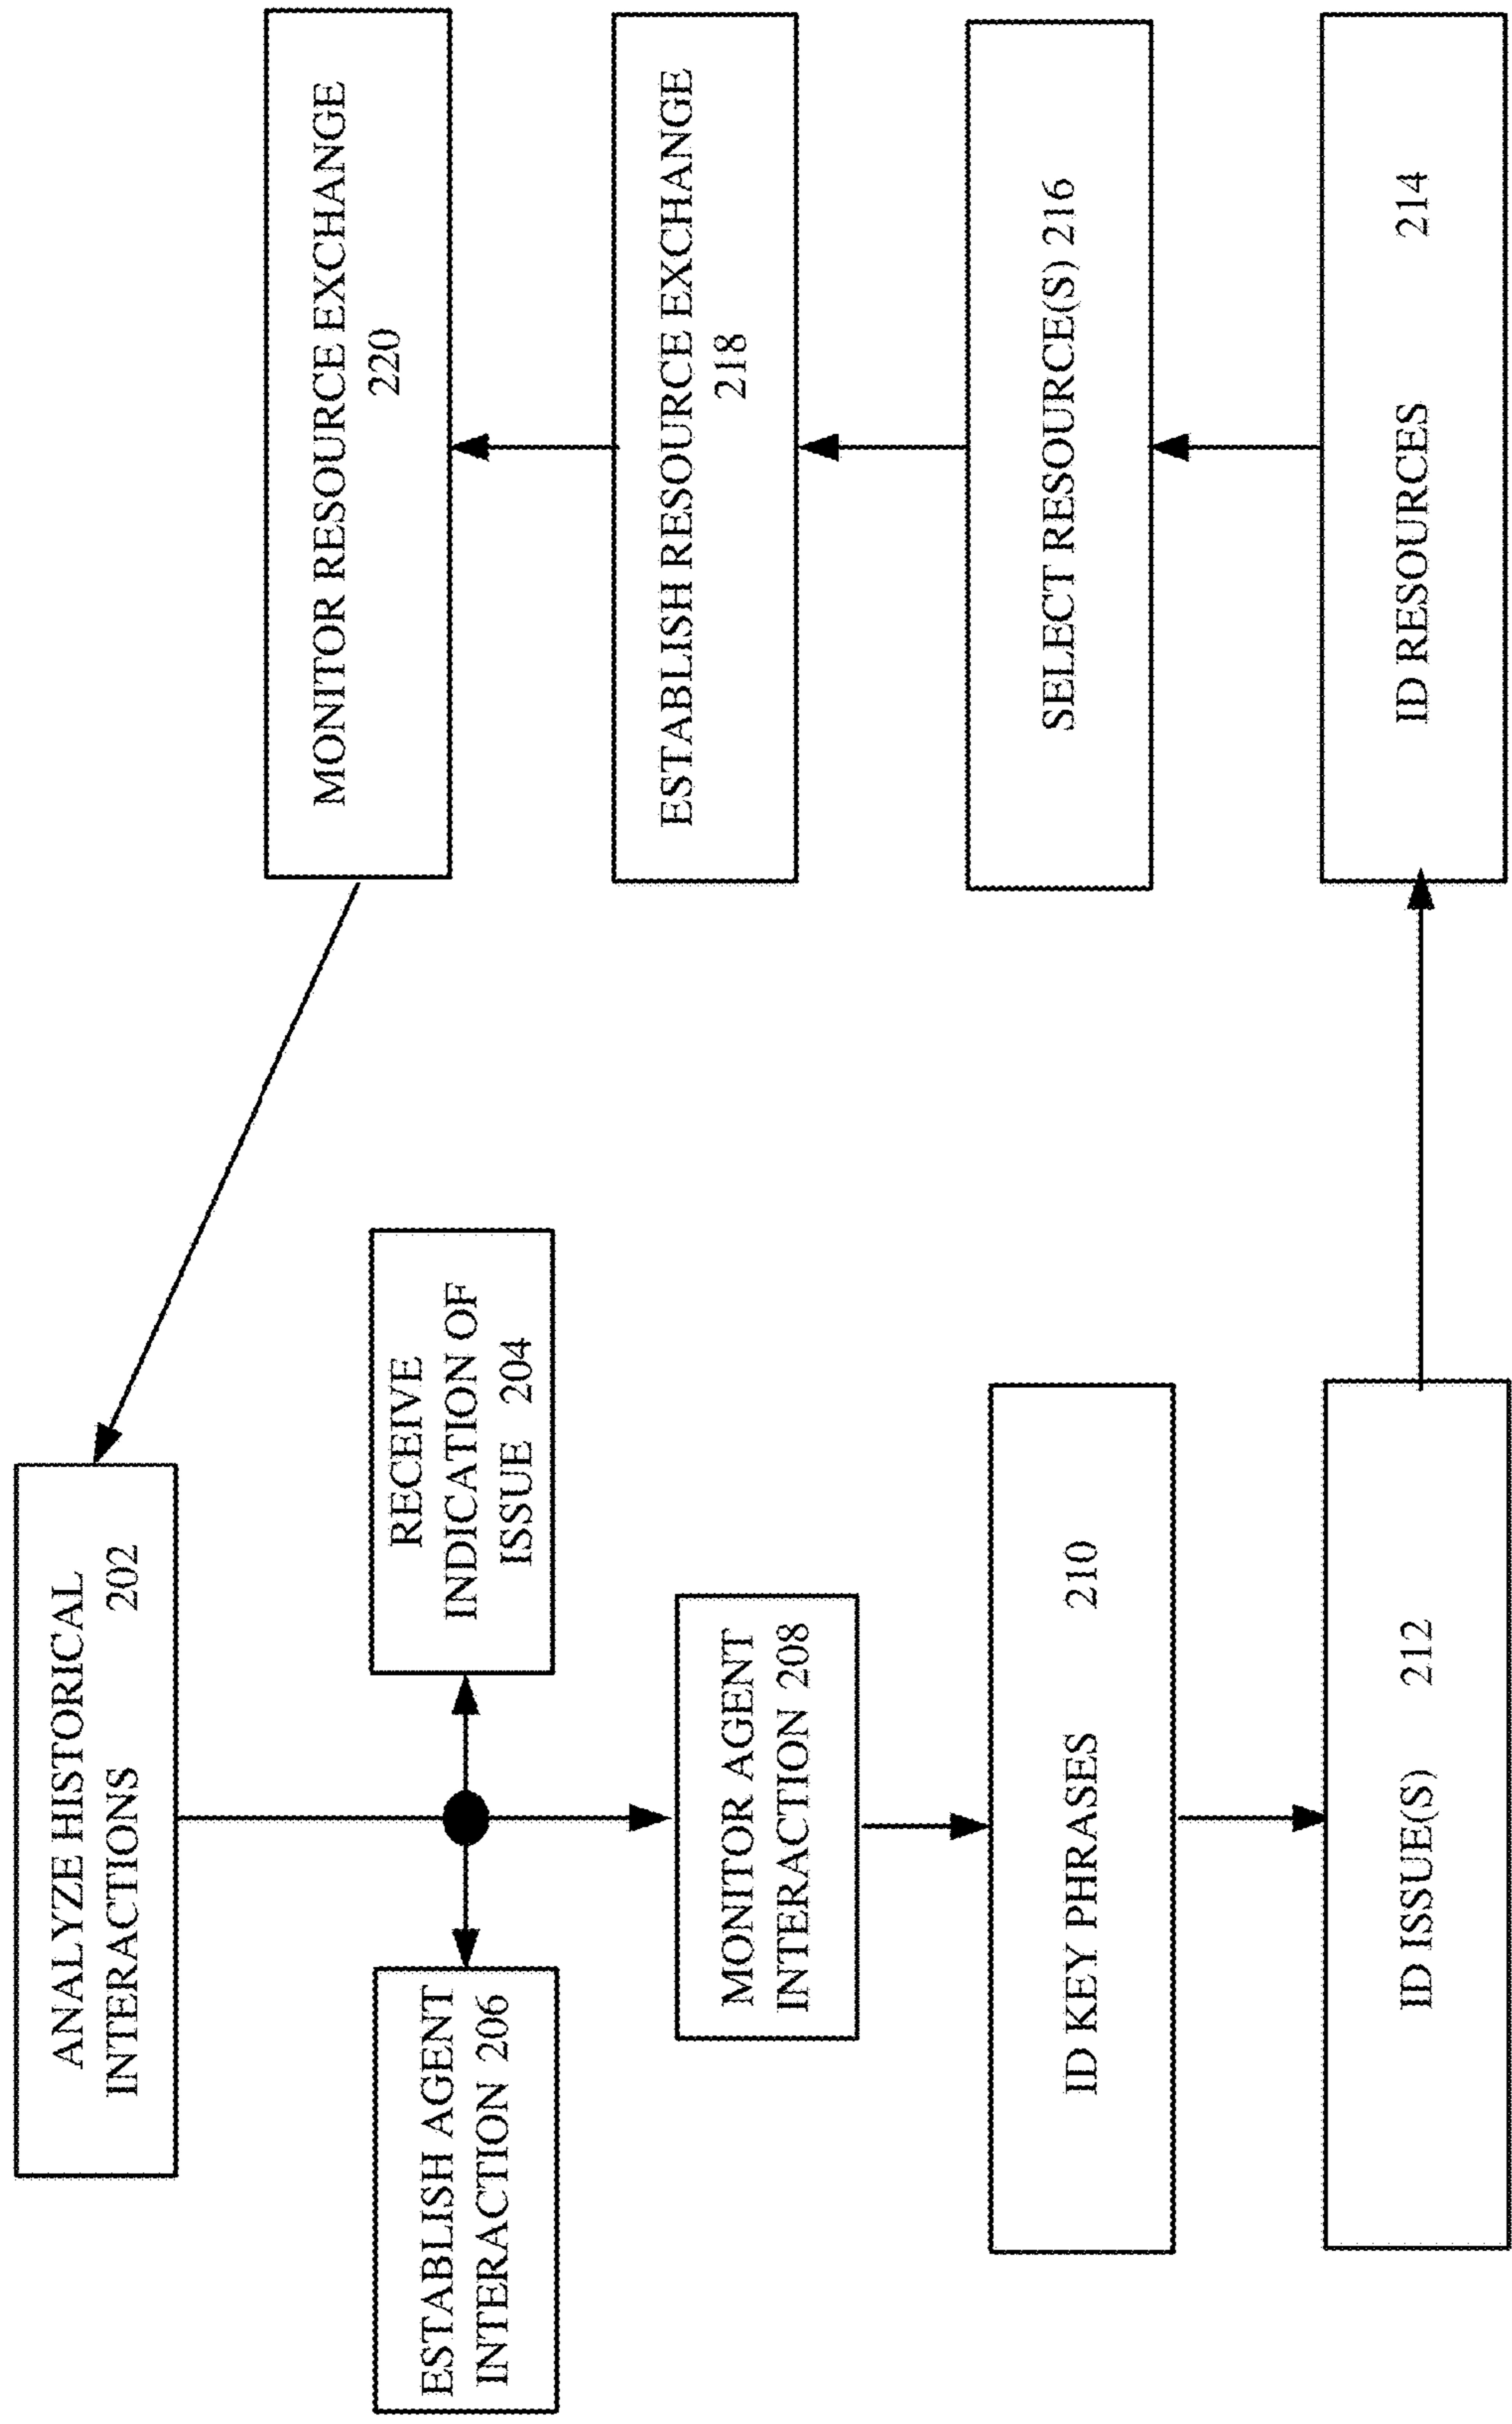 ANALYZE HISTORICAL
INTERACTIONS 202
RECEIVE
INDICATION OF
ISSUE 204
ESTABLISH AGENT
INTERACTION 206
MONITOR AGENT
INTERACTION 208
ID KEY PHRASES 210
ID ISSUE(S) 212
ID RESOURCES 214
SELECT RESOURCE(S) 216
ESTABLISH RESOURCE EXCHANGE
218
MONITOR RESOURCE EXCHANGE
220